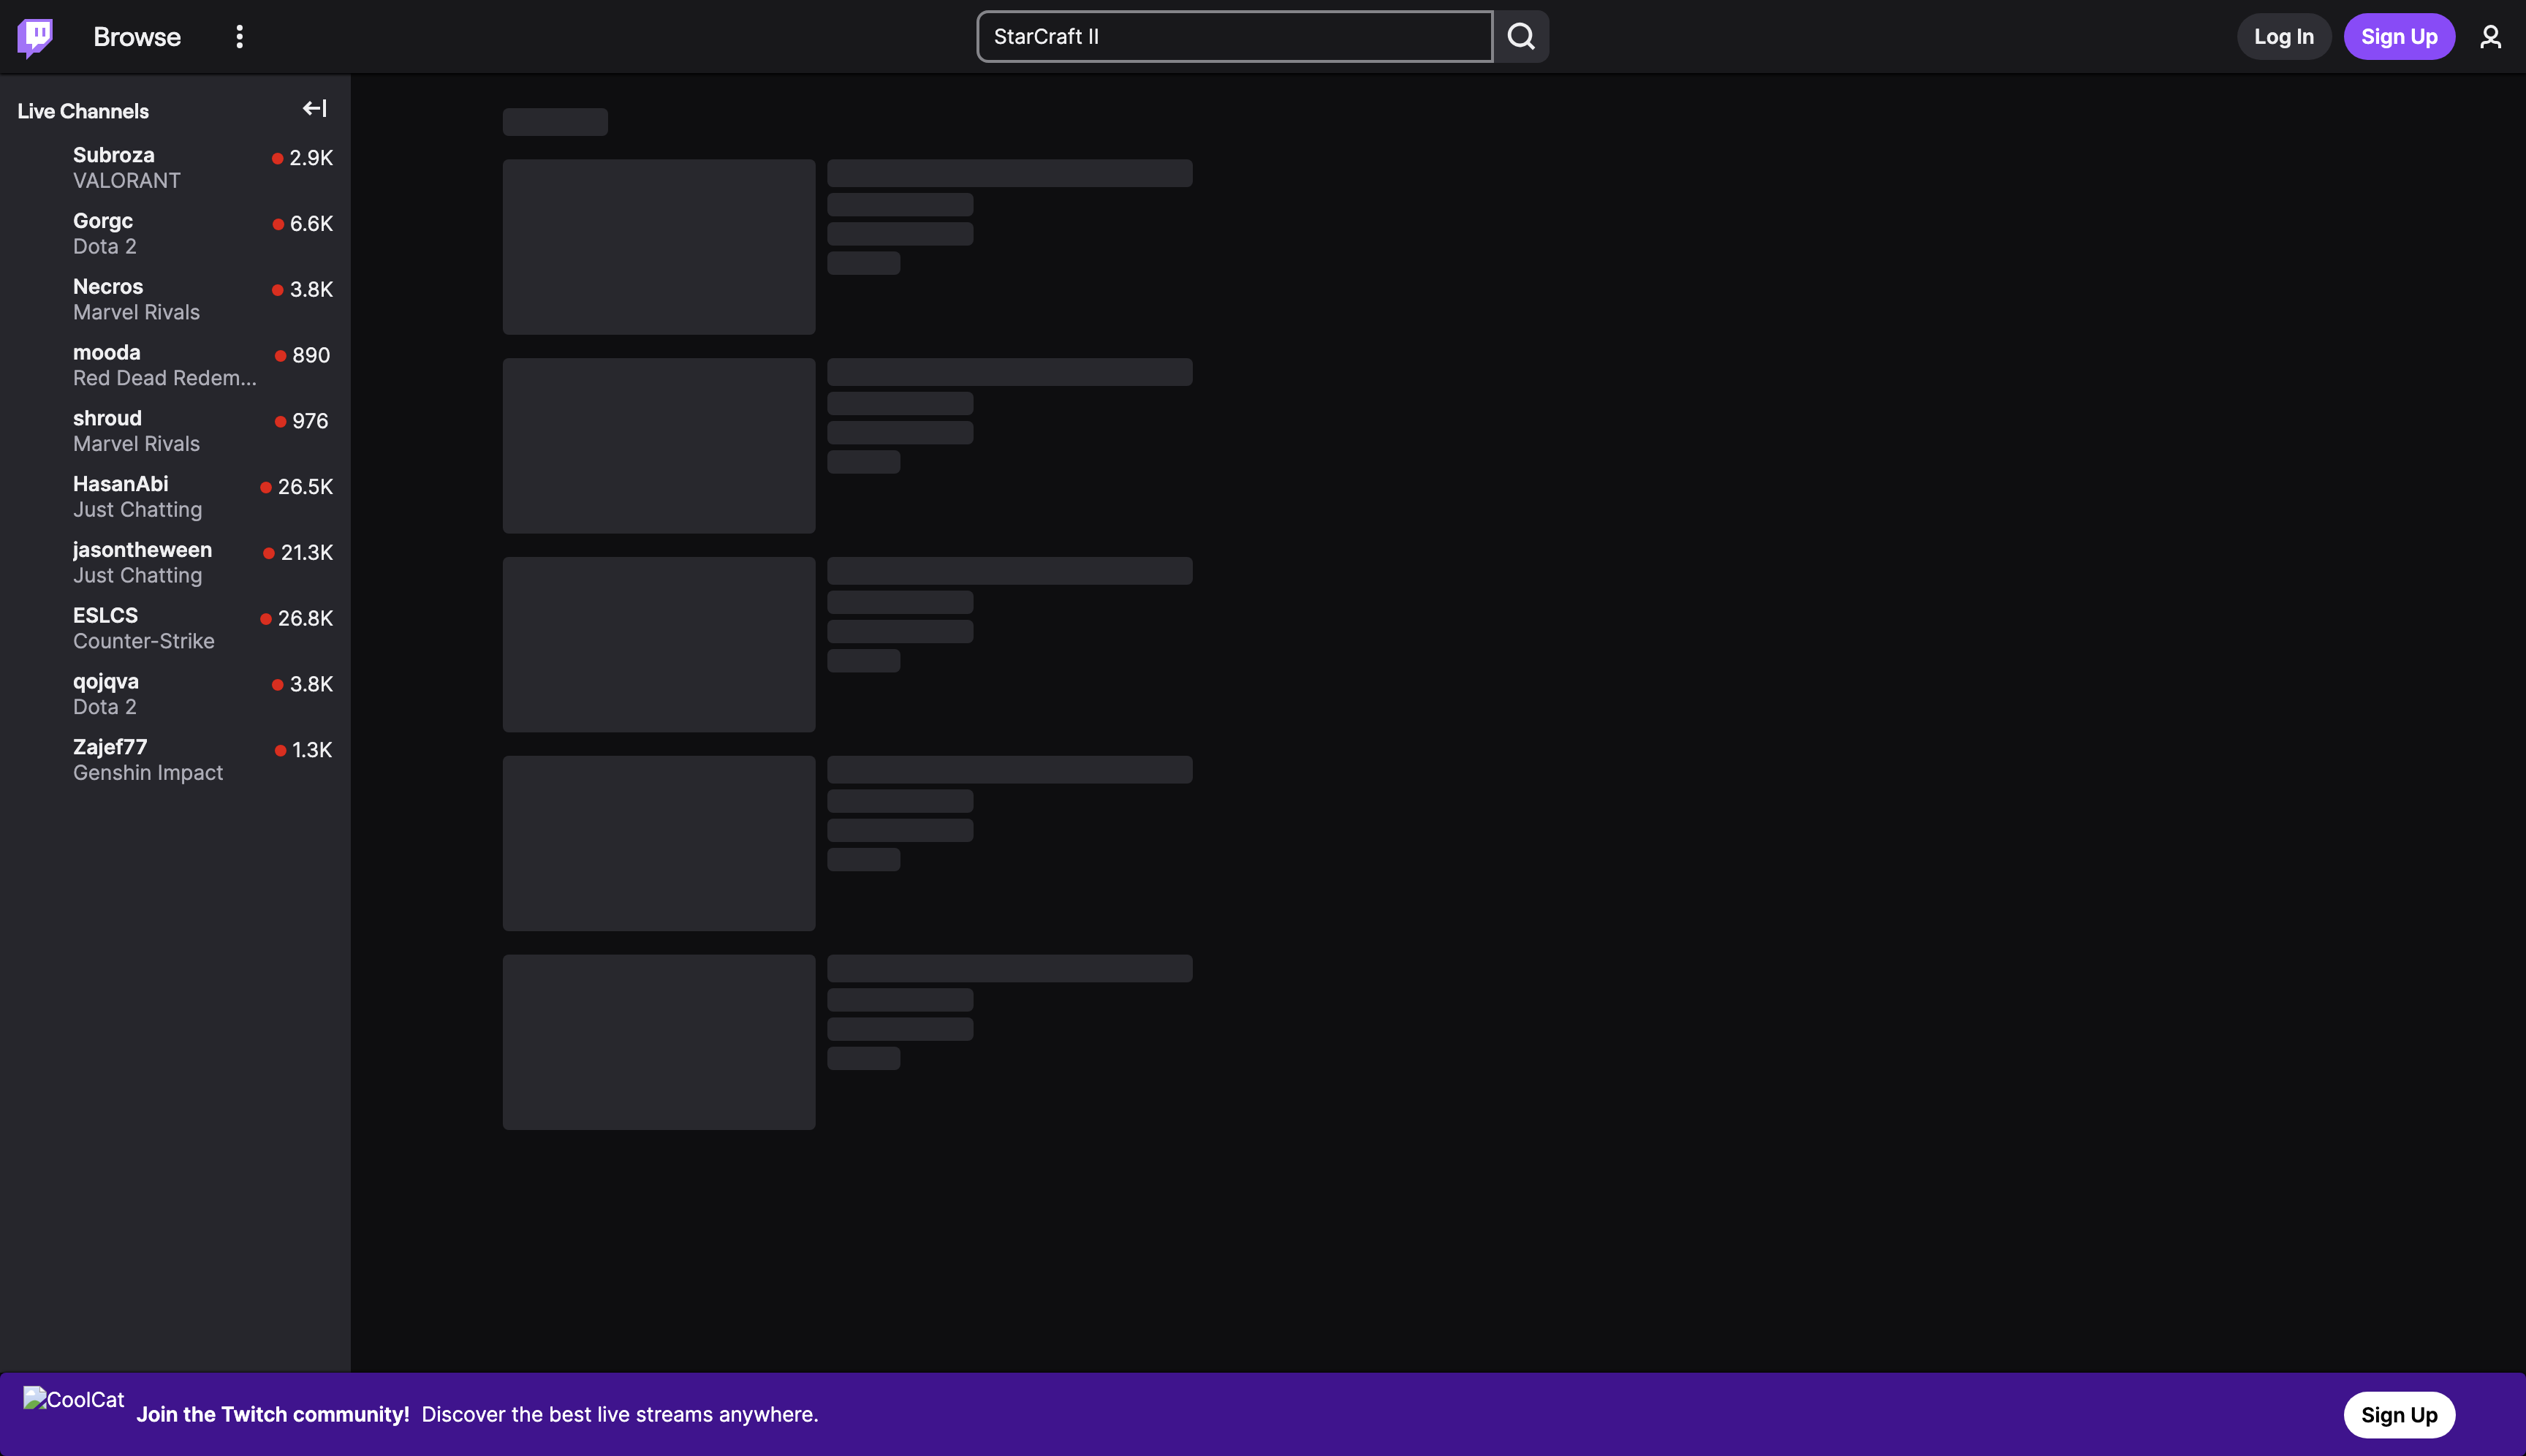 Browse
StarCraft II
Log In
Sign Up
Live Channels
Subroza
2.9K
VALORANT
Gorgc
6.6K
Dota 2
Necros
3.8K
Marvel Rivals
mooda
890
Red Dead Redem...
shroud
976
Marvel Rivals
HasanAbi
26.5K
Just Chatting
jasontheween
21.3K
Just Chatting
ESLCS
26.8K
Counter-Strike
qojqva
3.8K
Dota 2
Zajef77
1.3K
Genshin Impact
CoolCat
Join the Twitch community! Discover the best live streams anywhere.
Sign Up